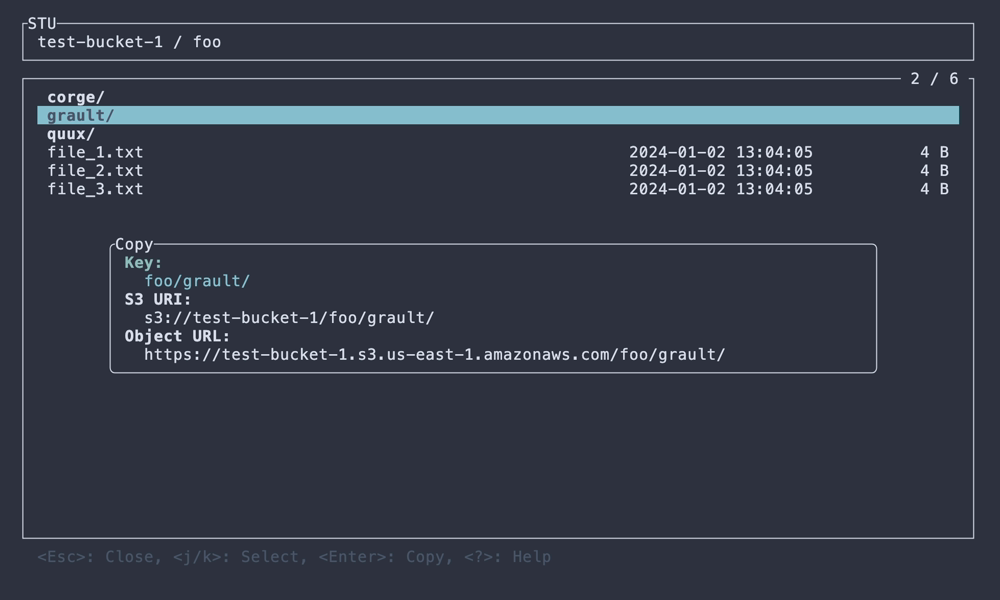 STU
test-bucket-1 / foo
2 / 6
corge/
grault/
quux/
file_1.txt 2024-01-02 13:04:05 4 B
file_2.txt 2024-01-02 13:04:05 4 B
file_3.txt 2024-01-02 13:04:05 4 B
Copy
Key:
foo/grault/
S3 URI:
s3://test-bucket-1/foo/grault/
Object URL:
https://test-bucket-1.s3.us-east-1.amazonaws.com/foo/grault/
<Esc>: Close, <j/k>: Select, <Enter>: Copy, <?>: Help